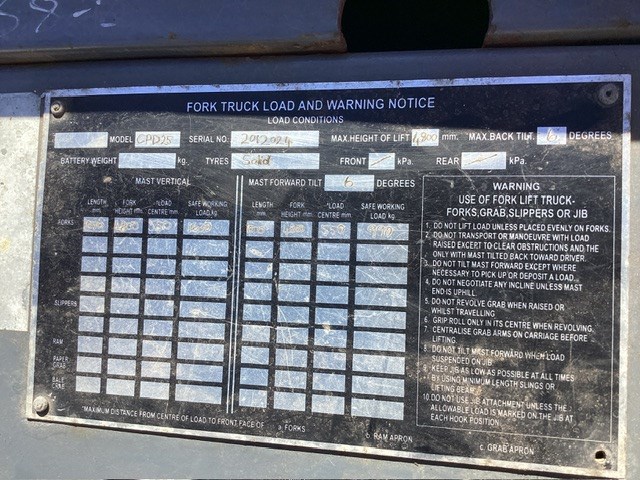 FORK TRUCK LOAD AND WARNING NOTICE
LOAD CONDITIONS
MODEL CPD25 SERIAL NO. 2012024 MAX.HEIGHT OF LIFT 4800 mm. MAX.BACK TILT. 6 DEGREES
BATTERY WEIGHT kg. TYRES Solid FRONT / kPa. REAR / kPa.
MAST VERTICAL MAST FORWARD TILT 6 DEGREES
LENGTH mm. FORK HEIGHT mm. *LOAD CENTRE mm. SAFE WORKING LOAD kg. LENGTH mm. FORK HEIGHT mm. *LOAD CENTRE mm. SAFE WORKING LOAD kg.
FORKS
SLIPPERS
RAM
PAPER GRAB
BALE
WARNING
USE OF FORK LIFT TRUCK-
FORKS,GRAB,SLIPPERS OR JIB
1. DO NOT LIFT LOAD UNLESS PLACED EVENLY ON FORKS.
2. DO NOT TRANSPORT OR MANOEUVRE WITH LOAD
RAISED EXCEPT TO CLEAR OBSTRUCTIONS AND THE
ONLY WITH MAST TILTED BACK TOWARD DRIVER.
3. DO NOT TILT MAST FORWARD EXCEPT WHERE
NECESSARY TO PICK UP OR DEPOSIT A LOAD.
4. DO NOT NEGOTIATE ANY INCLINE UNLESS MAST
END IS UPHILL
5. DO NOT REVOLVE GRAB WHEN RAISED OR
WHILST TRAVELLING
6. GRIP ROLL ONLY IN ITS CENTRE WHEN REVOLVING.
7. CENTRALISE GRAB ARMS ON CARRIAGE BEFORE
LIFTING
8. DO NOT TILT MAST FORWARD WHEN LOAD
SUSPENDED ON JIB
9. KEEP JIB AS LOW AS POSSIBLE AT ALL TIMES
BY USING MINIMUM LENGTH SLINGS OR
LIFTING BEAM
10 DO NOT USE JIB ATTACHMENT UNLESS THE
ALLOWABLE LOAD IS MARKED ON THE JIB AT
EACH HOOK POSITION
*MAXIMUM DISTANCE FROM CENTRE OF LOAD TO FRONT FACE OF a. FORKS b. RAM APRON c. GRAB APRON